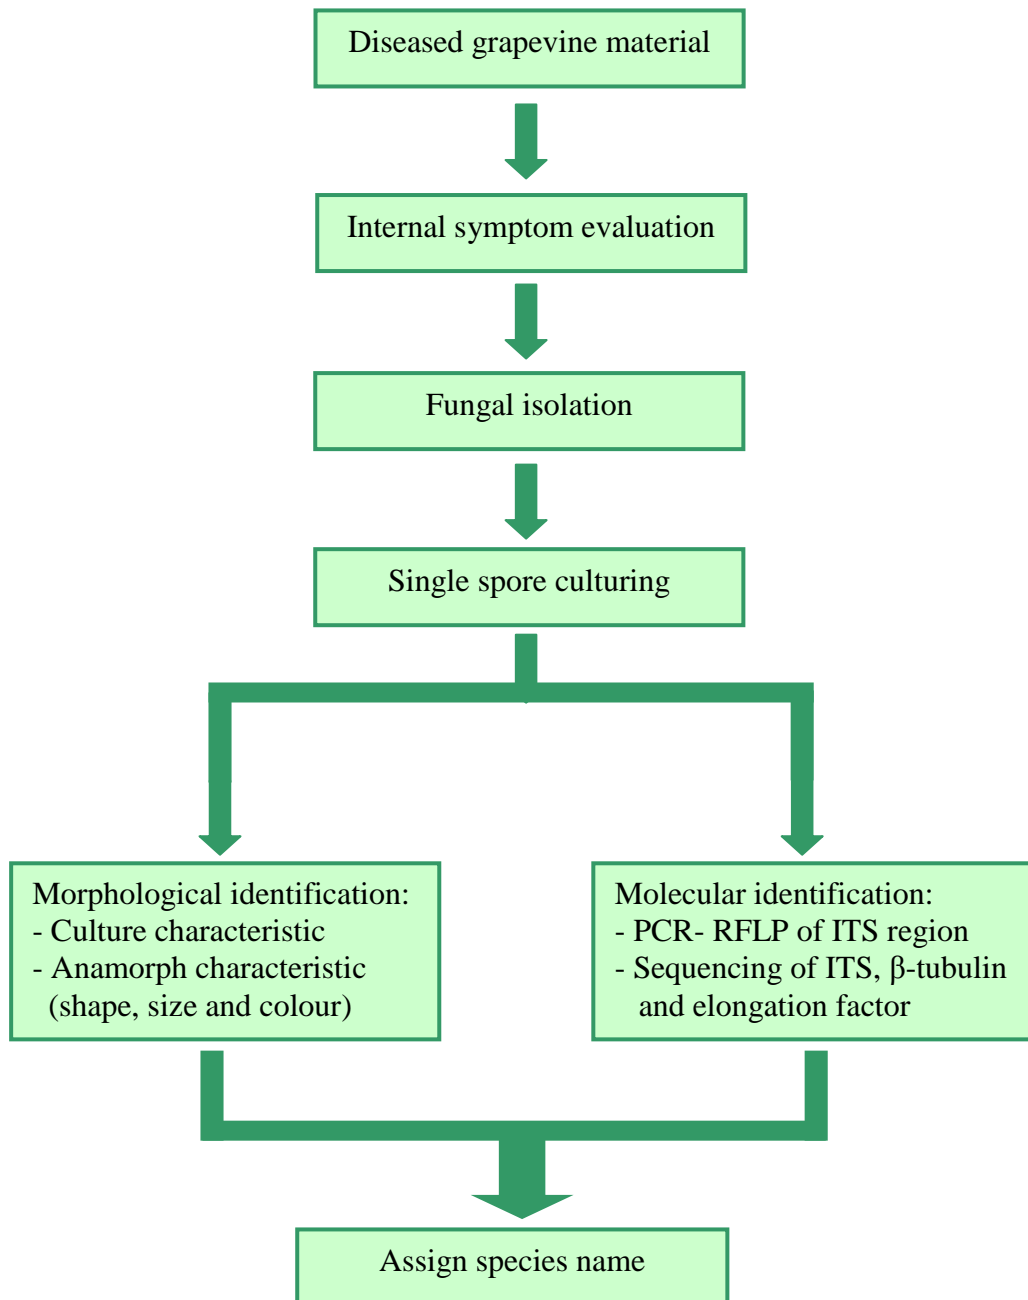 Diseased grapevine material
Internal symptom evaluation
Fungal isolation
Single spore culturing
Morphological identification:
- Culture characteristic
- Anamorph characteristic
(shape, size and colour)
Molecular identification:
- PCR- RFLP of ITS region
- Sequencing of ITS, β-tubulin
and elongation factor
Assign species name